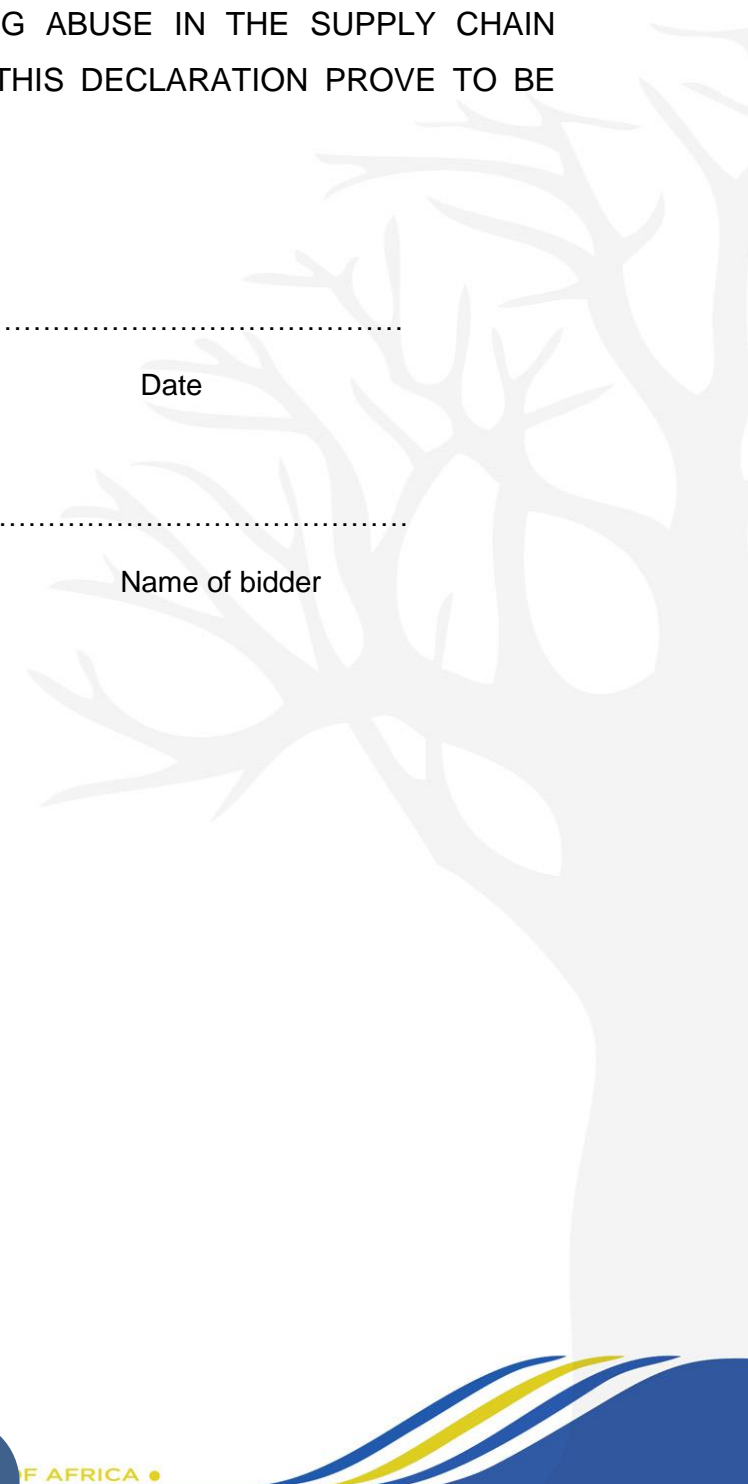 G ABUSE IN THE SUPPLY CHAIN
THIS DECLARATION PROVE TO BE
…………………………………
Date
…………………………………
Name of bidder
F AFRICA •